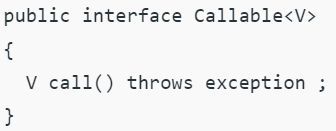 public interface Callable<V>
{
V call() throws exception ;
}